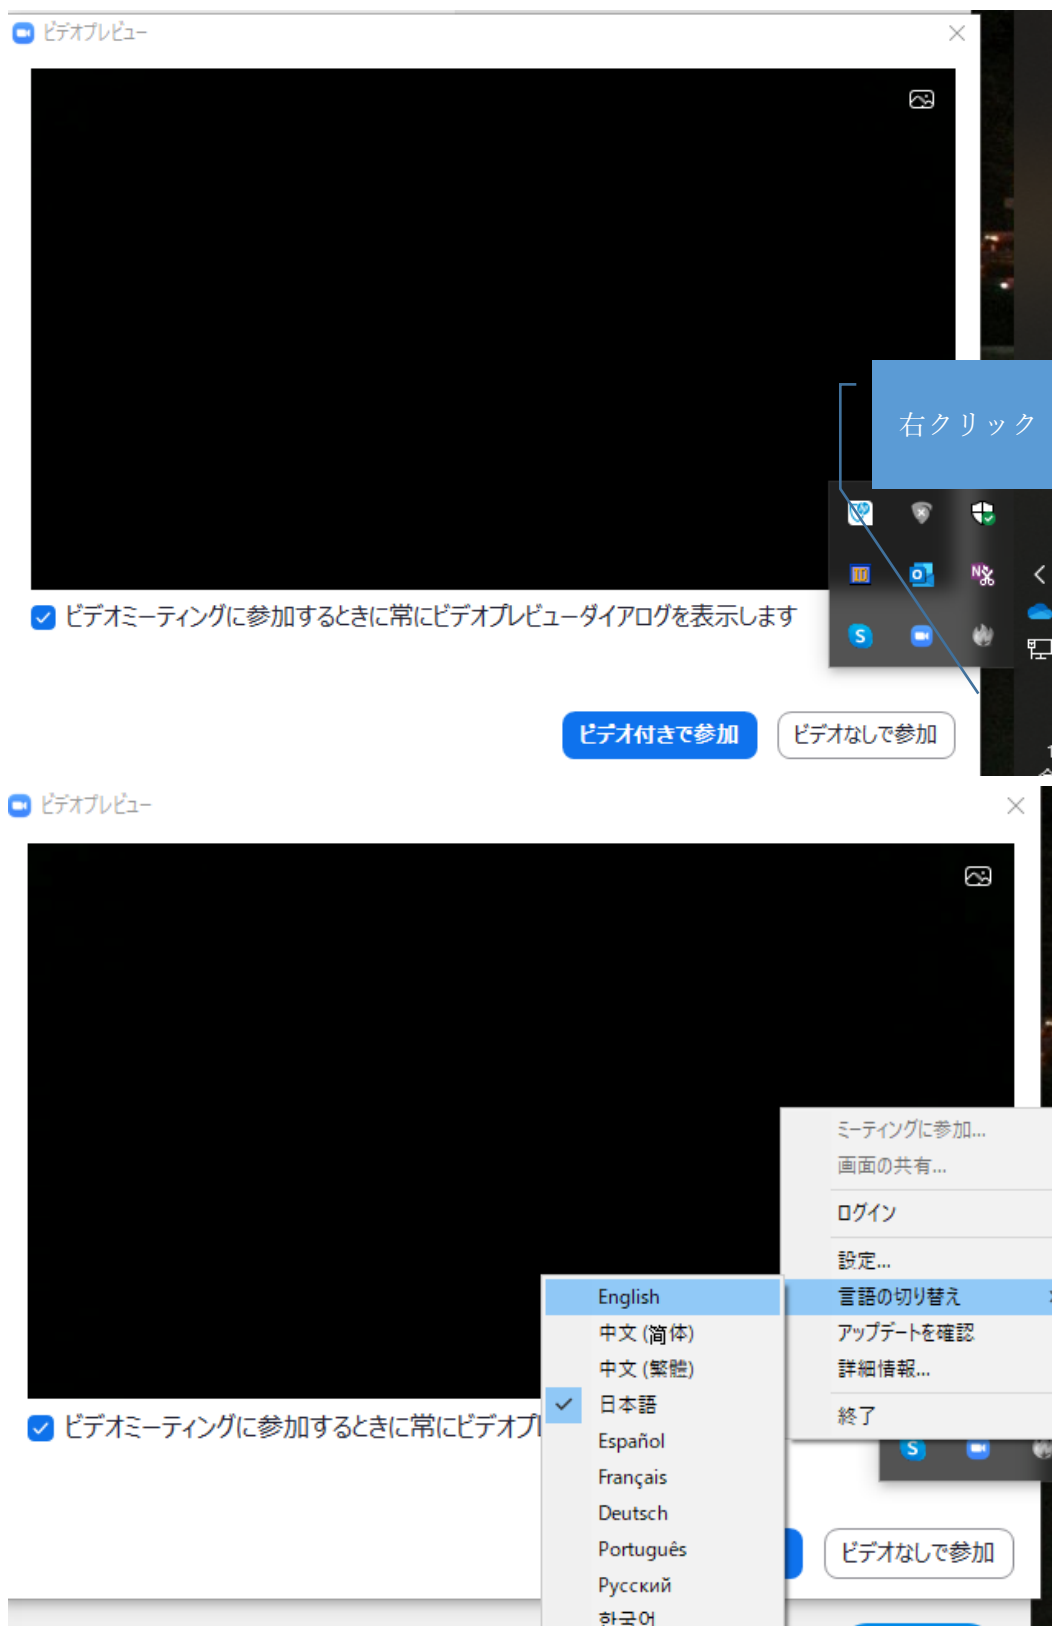 ビデオプレビュー
右クリック
ビデオミーティングに参加するときに常にビデオプレビューダイアログを表示します
ビデオ付きで参加
ビデオなしで参加
ビデオプレビュー
ミーティングに参加...
画面の共有...
ログイン
設定...
言語の切り替え
アップデートを確認
詳細情報...
終了
English
中文 (简体)
中文 (繁體)
日本語
Español
Français
Deutsch
Português
Русский
한국어
ビデオミーティングに参加するときに常にビデオプ
ビデオなしで参加